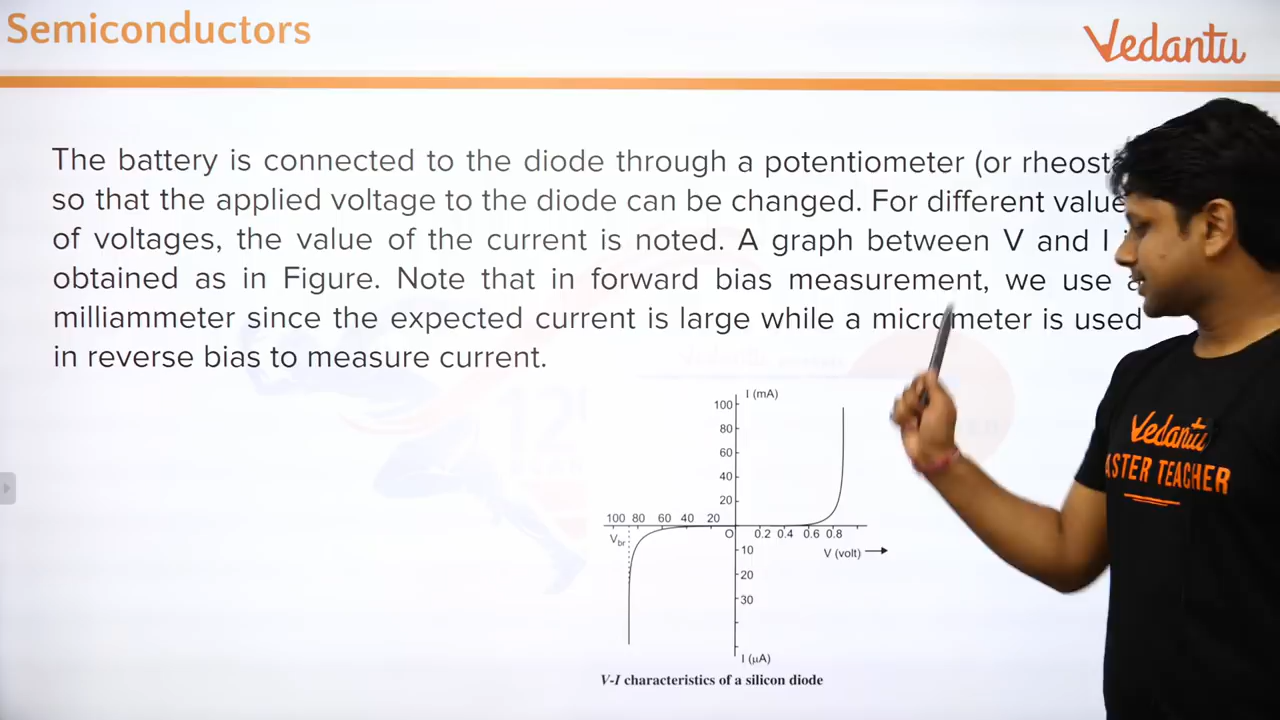 Semiconductors
Vedantu
The battery is connected to the diode through a potentiometer (or
so that the applied voltage to the diode can be changed. For different
of voltages, the value of the current is noted. A graph between V and I
obtained as in Figure. Note that in forward bias measurement, we use
milliammeter since the expected current is large while a micrometer is used
in reverse bias to measure current.
I (mA)
100
80
60
40
20
100 80 60 40 20
O 0.2 0.4 0.6 0.8
Vbr
V (volt)
10
20
30
I (μA)
V-I characteristics of a silicon diode
Vedantu
TEACHER